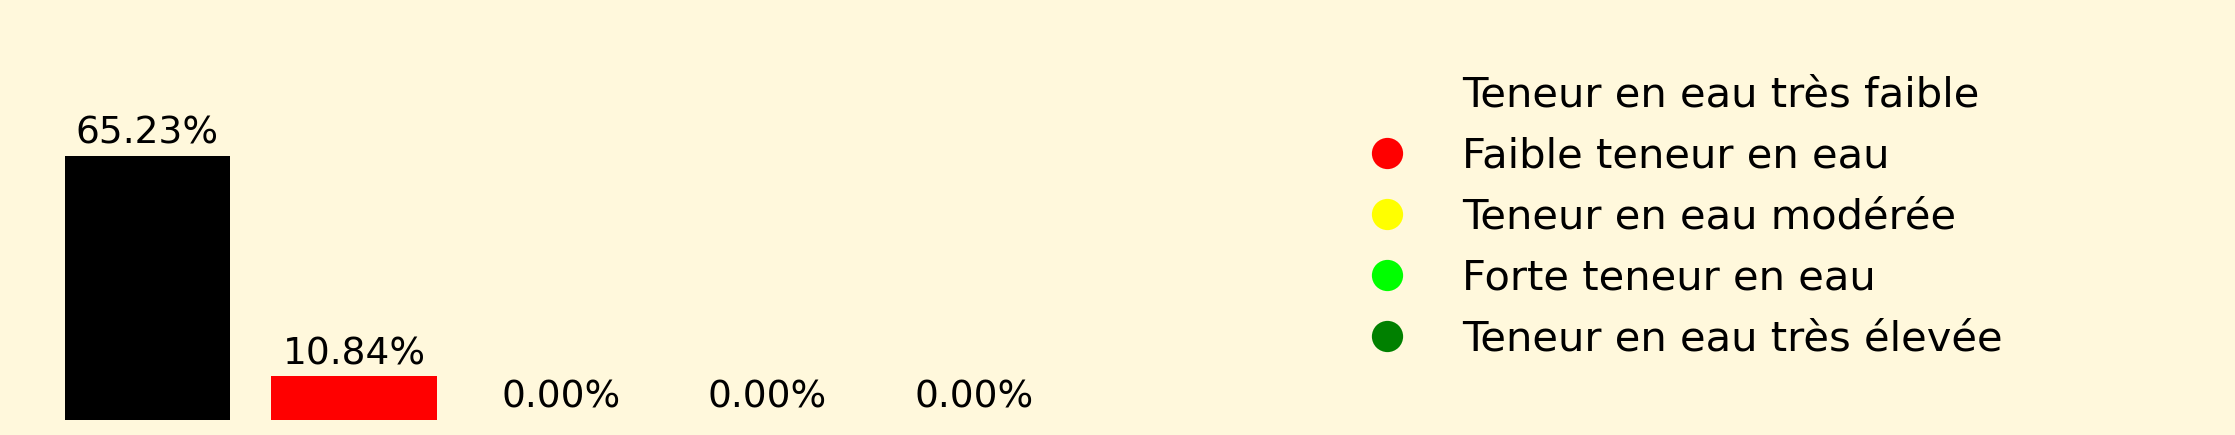 65.23%
10.84%
0.00%
0.00%
0.00%
Teneur en eau très faible
Faible teneur en eau
Teneur en eau modérée
Forte teneur en eau
Teneur en eau très élevée